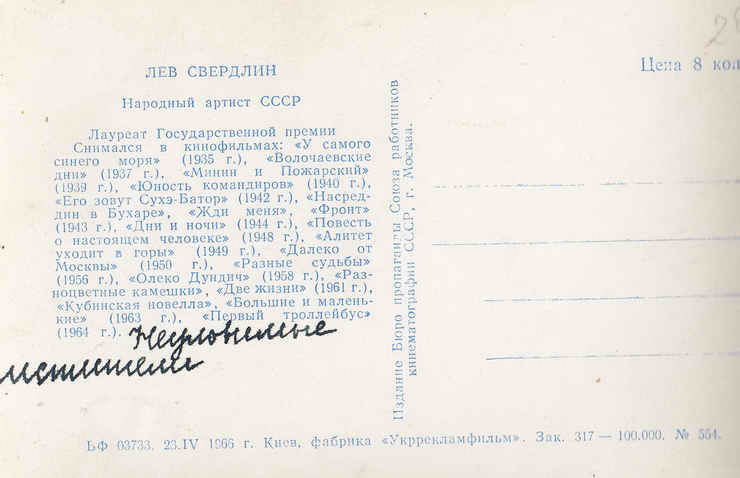 ЛЕВ СВЕРДЛИН
Народный артист СССР
Лауреат Государственной премии
Снимался в кинофильмах: «У самого
синего моря» (1935 г.), «Волочаевские
дни» (1937 г.), «Минин и Пожарский»
(1939 г.), «Юность командиров» (1940 г.),
«Его зовут Сухэ-Батор» (1942 г.), «Насред-
дин в Бухаре», «Жди меня», «Фронт»
(1943 г.), «Дни и ночи» (1944 г.), «Повесть
о настоящем человеке» (1948 г.), «Алитет
уходит в горы» (1949 г.), «Далеко от
Москвы» (1950 г.), «Разные судьбы»
(1956 г.), «Олеко Дундич» (1958 г.), «Раз-
ноцветные камешки», «Две жизни» (1961 г.),
«Кубинская новелла», «Большие и малень-
кие» (1963 г.), «Первый троллейбус»
(1964 г.). Неуловимые
мстители
Издание Бюро пропаганды Союза работников
кинематографии СССР, г. Москва.
Цена 8 коп
БФ 03733. 23.IV 1966 г. Киев, фабрика «Укррекламфильм». Зак. 317 — 100.000. № 554.